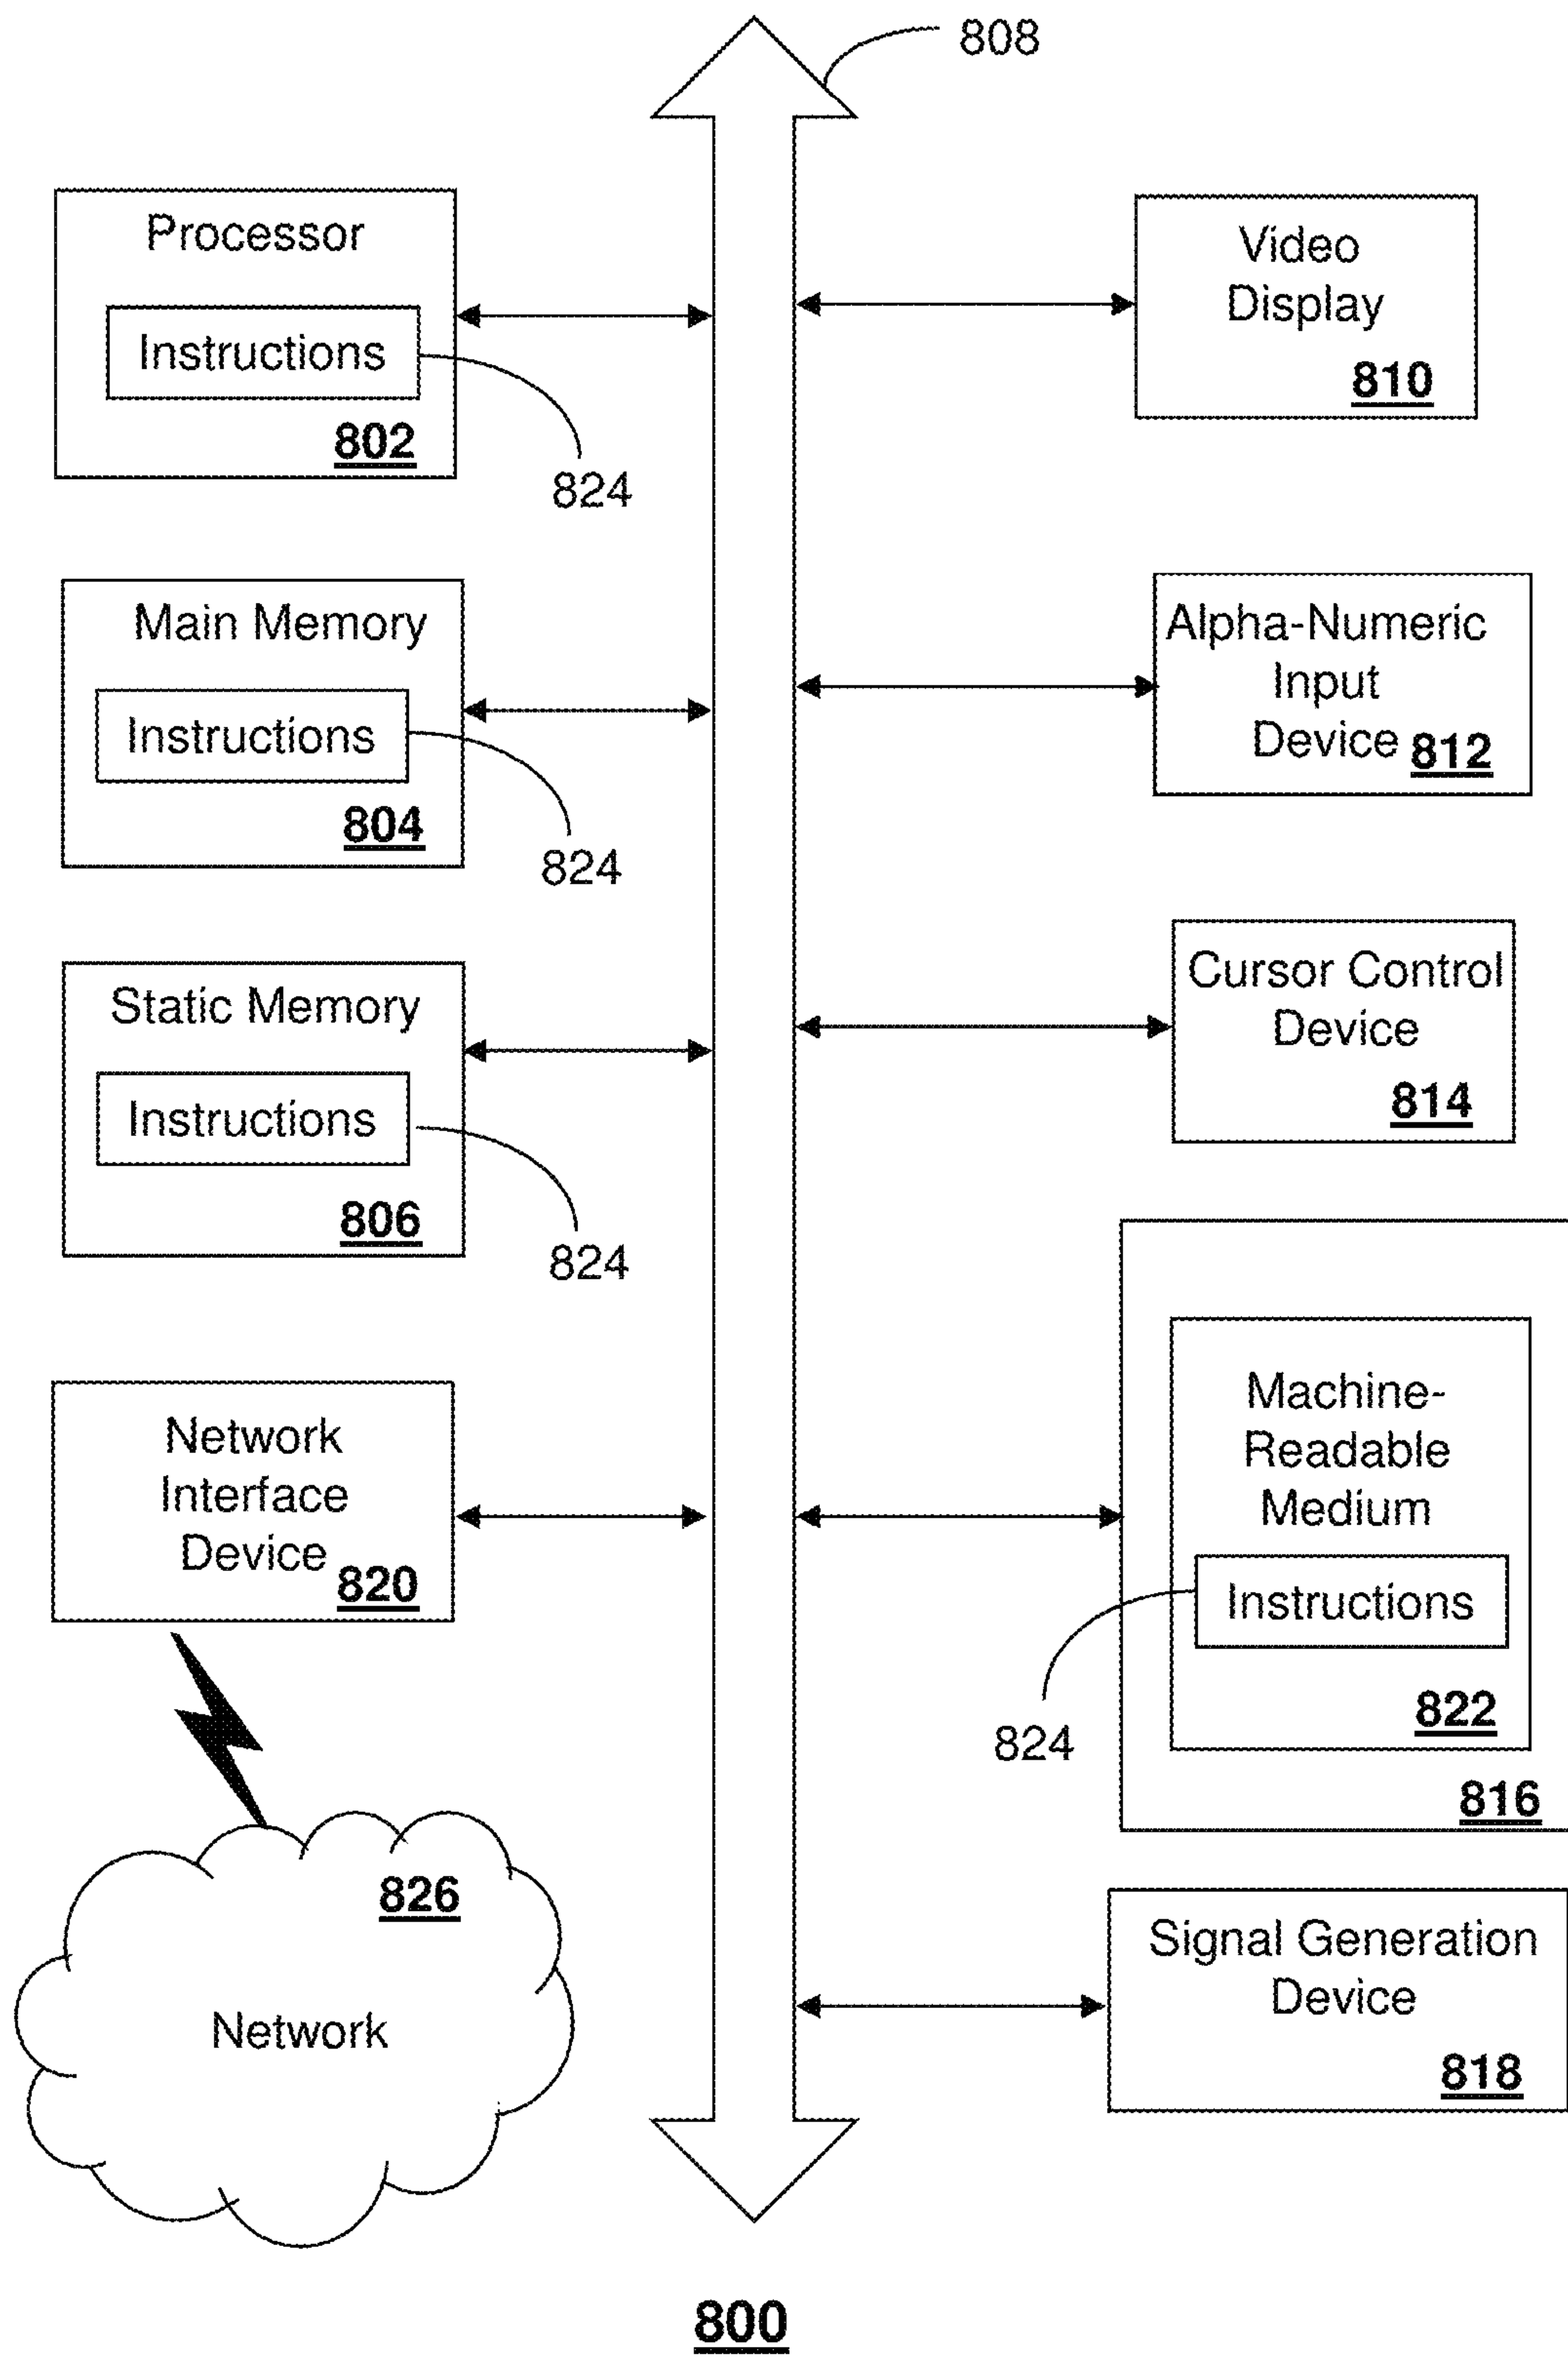 808
Processor
Instructions
802
824
Video
Display
810
Main Memory
Instructions
804
824
Alpha-Numeric
Input
Device 812
Static Memory
Instructions
806
824
Cursor Control
Device
814
Network
Interface
Device
820
Machine-
Readable
Medium
Instructions
822
824
816
826
Network
Signal Generation
Device
818
800